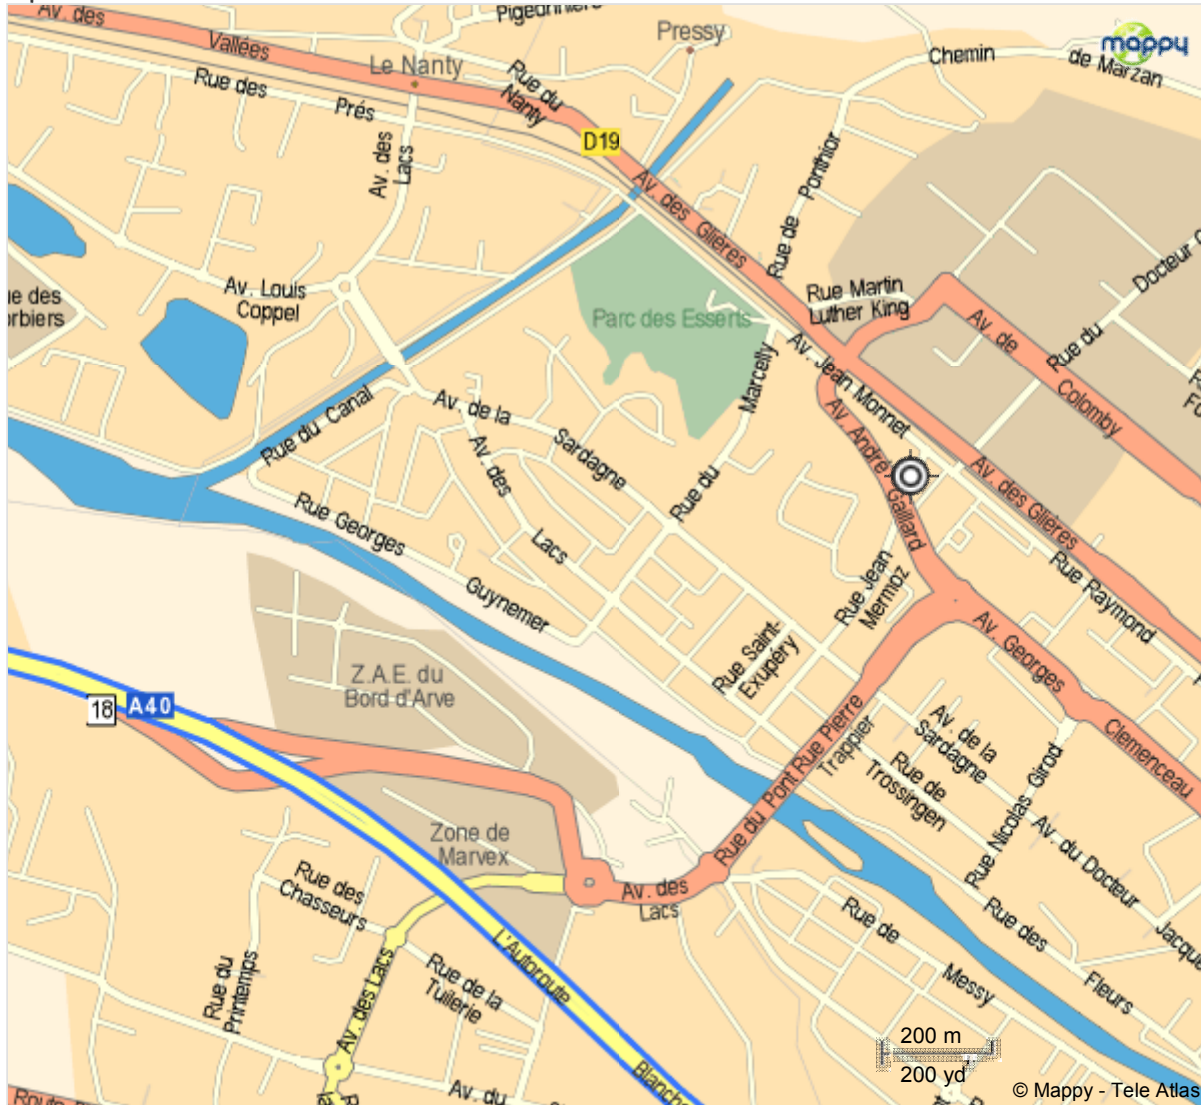 Av. des
Vallées
Pigeonniers
Pressy
mappy
Chemin
de Marzan
Le Nanty
Rue du
Nanty
Rue des
Prés
D19
Av. des
Lacs
Rue de Ponthior
Av. des Glières
Docteur
Av. Louis
Coppel
Rue Martin
Luther King
Parc des Esserts
Av. de
Colomby
Rue du
Av. Jean Monnet
Marcelly
Rue du
Rue du Canal
Av. de la
Sardagne
Av. des
Lacs
Av. André
Gaillard
Av. des Glières
Rue Georges
Guynemer
Rue Jean
Mermoz
Rue Raymond
Rue Saint-
Exupéry
Av. Georges
Clemenceau
Z.A.E. du
Bord d'Arve
18
A40
Rue du Pont Rue Pierre
Trappier
Av. de la
Sardagne
Rue de
Trossingen
Rue Nicolas Girod
Av. du Docteur
Jacques
Zone de
Marvex
Av. des
Lacs
Rue des
Chasseurs
Rue des
Fleurs
Rue de
Messy
Rue du
Printemps
Av. des Lacs
Rue de la
Tuilerie
L'Autoroute
Blanche
200 m
200 yd
Av. du
Route
© Mappy - Tele Atlas